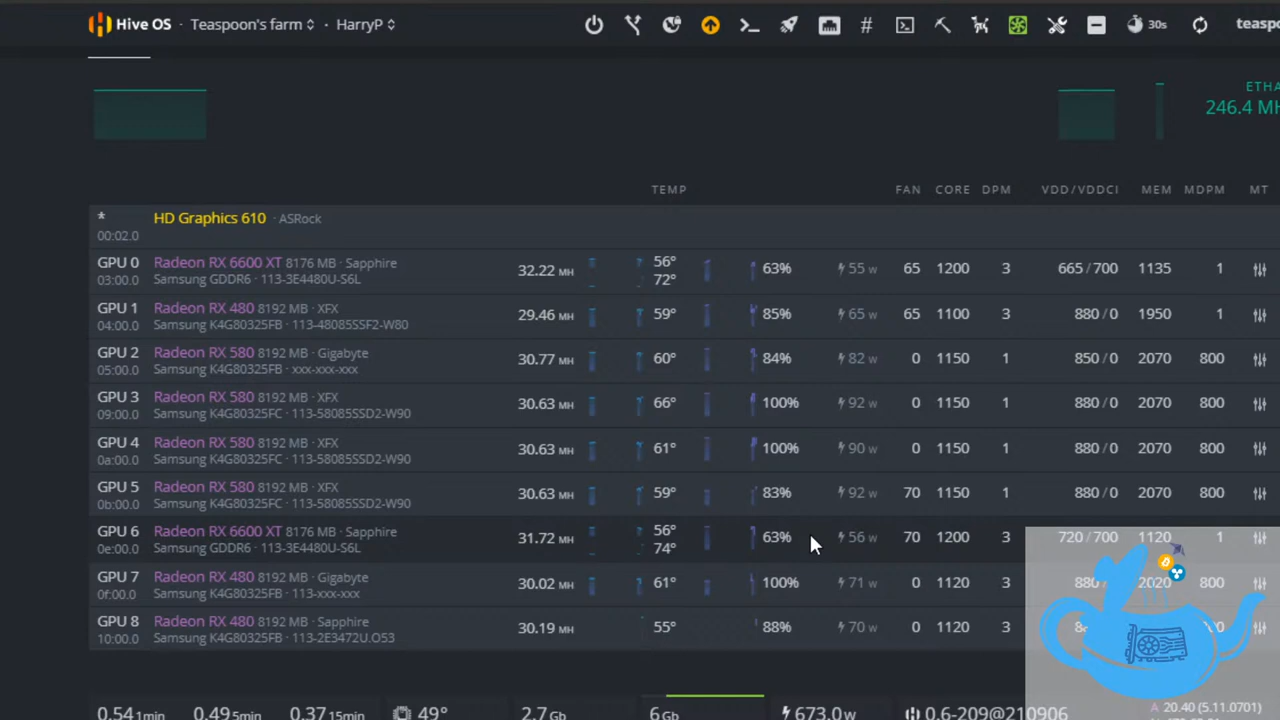 Hive OS · Teaspoon's farm HarryP # 30s teaspo
ETHA
246.4 MH
TEMP FAN CORE DPM VDD/VDDCI MEM MDPM MT
* HD Graphics 610 · ASRock
00:02.0
GPU 0 Radeon RX 6600 XT 8176 MB · Sapphire 32.22 MH 56° 63% 55 w 65 1200 3 665/700 1135 1
03:00.0 Samsung GDDR6 · 113-3E4480U-S6L 72°
GPU 1 Radeon RX 480 8192 MB · XFX 29.46 MH 59° 85% 65 w 65 1100 3 880/0 1950 1
04:00.0 Samsung K4G80325FB · 113-48085SSF2-W80
GPU 2 Radeon RX 580 8192 MB · Gigabyte 30.77 MH 60° 84% 82 w 0 1150 1 850/0 2070 800
05:00.0 Samsung K4G80325FB · xxx-xxx-xxx
GPU 3 Radeon RX 580 8192 MB · XFX 30.63 MH 66° 100% 92 w 0 1150 1 880/0 2070 800
09:00.0 Samsung K4G80325FC · 113-58085SSD2-W90
GPU 4 Radeon RX 580 8192 MB · XFX 30.63 MH 61° 100% 90 w 0 1150 1 880/0 2070 800
0a:00.0 Samsung K4G80325FC · 113-58085SSD2-W90
GPU 5 Radeon RX 580 8192 MB · XFX 30.63 MH 59° 83% 92 w 70 1150 1 880/0 2070 800
0b:00.0 Samsung K4G80325FC · 113-58085SSD2-W90
GPU 6 Radeon RX 6600 XT 8176 MB · Sapphire 31.72 MH 56° 63% 56 w 70 1200 3 720/700 1120 1
0e:00.0 Samsung GDDR6 · 113-3E4480U-S6L 74°
GPU 7 Radeon RX 480 8192 MB · Gigabyte 30.02 MH 61° 100% 71 w 0 1120 3 880 2020 800
0f:00.0 Samsung K4G80325FB · 113-xxx-xxx
GPU 8 Radeon RX 480 8192 MB · Sapphire 30.19 MH 55° 88% 70 w 0 1120 3
10:00.0 Samsung K4G80325FB · 113-2E3472U.O53
0.54 1min 0.49 5min 0.37 15min 49° 2.7Gb 6Gb 673.0w 0.6-209@210906 A 20.40 (5.11.0701)